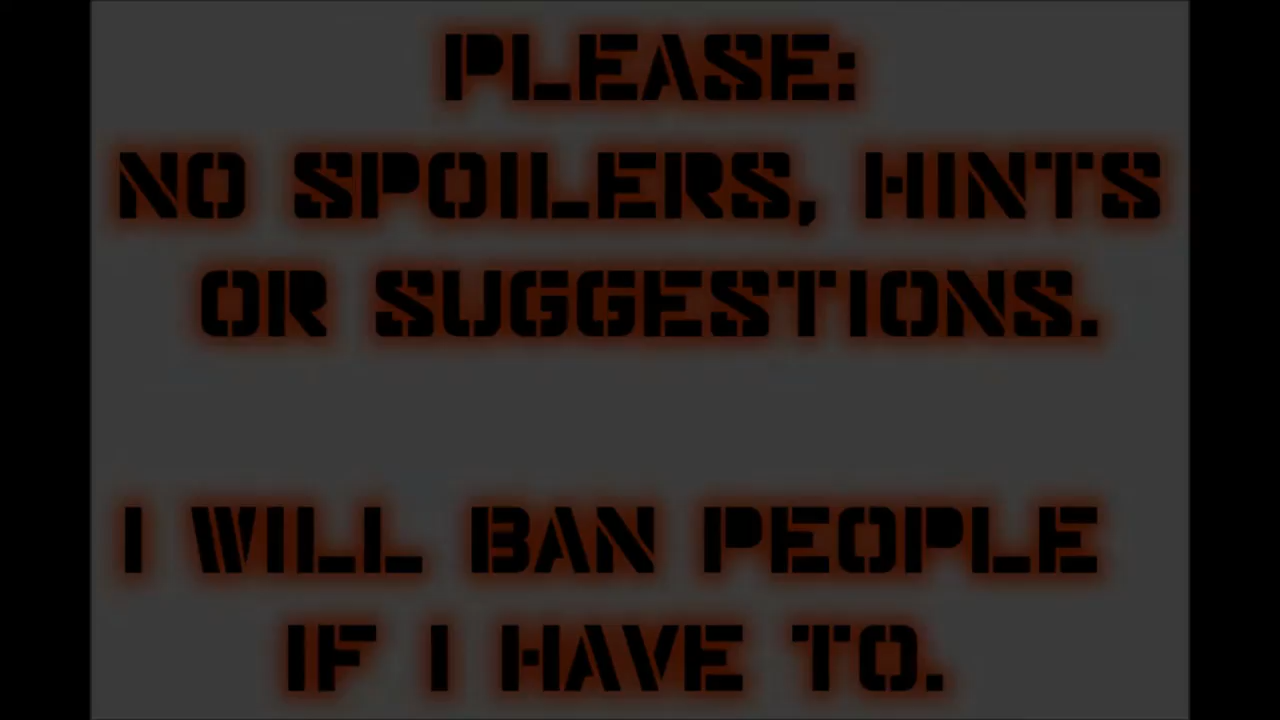 PLEASE:
NO SPOILERS, HINTS
OR SUGGESTIONS.
I WILL BAN PEOPLE
IF I HAVE TO.